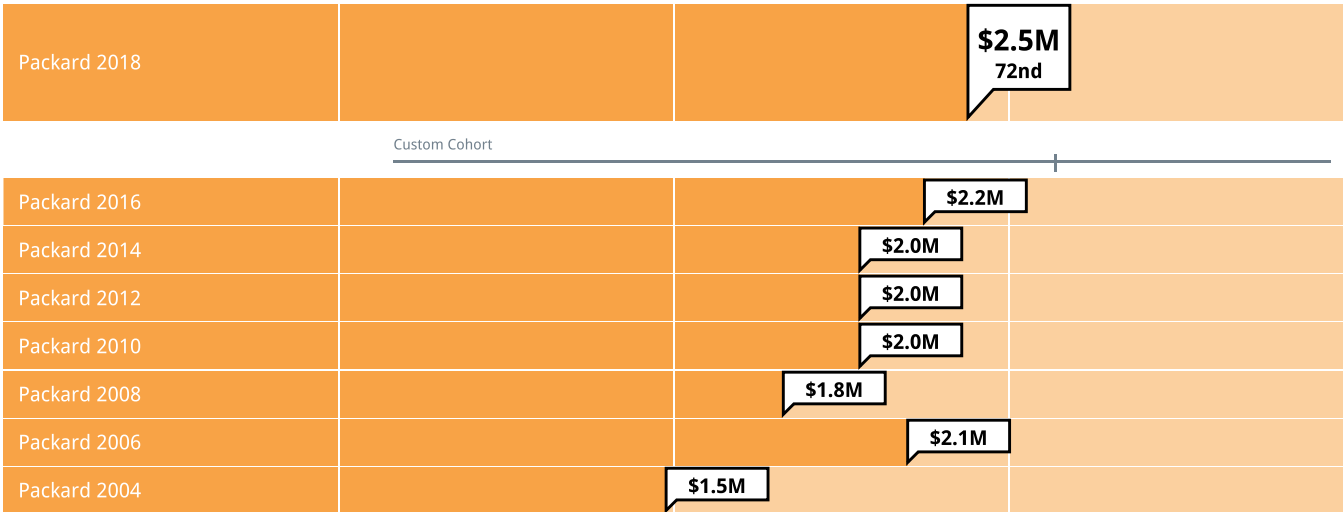 Packard 2018
$2.5M
72nd
Custom Cohort
Packard 2016
$2.2M
Packard 2014
$2.0M
Packard 2012
$2.0M
Packard 2010
$2.0M
Packard 2008
$1.8M
Packard 2006
$2.1M
Packard 2004
$1.5M